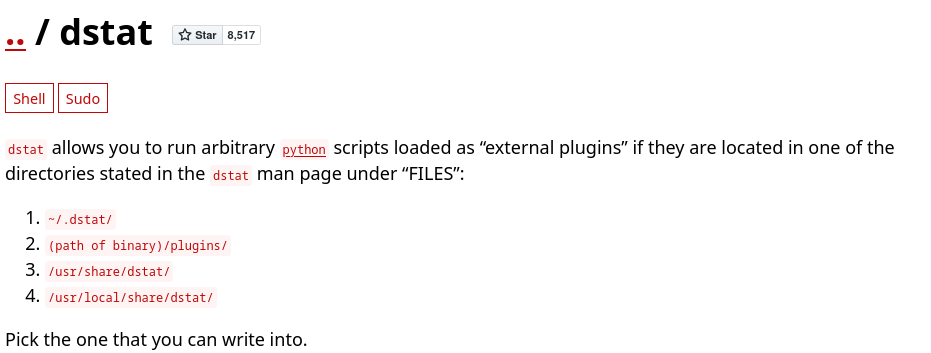 .. / dstat Star 8,517
Shell Sudo
dstat allows you to run arbitrary python scripts loaded as “external plugins” if they are located in one of the
directories stated in the dstat man page under “FILES”:
1. ~/.dstat/
2. (path of binary)/plugins/
3. /usr/share/dstat/
4. /usr/local/share/dstat/
Pick the one that you can write into.